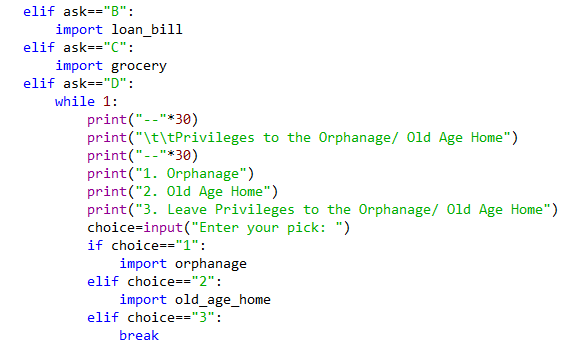 elif ask=="B":
    import loan_bill
elif ask=="C":
    import grocery
elif ask=="D":
    while 1:
        print("--"*30)
        print("\t\tPrivileges to the Orphanage/ Old Age Home")
        print("--"*30)
        print("1. Orphanage")
        print("2. Old Age Home")
        print("3. Leave Privileges to the Orphanage/ Old Age Home")
        choice=input("Enter your pick: ")
        if choice=="1":
            import orphanage
        elif choice=="2":
            import old_age_home
        elif choice=="3":
            break